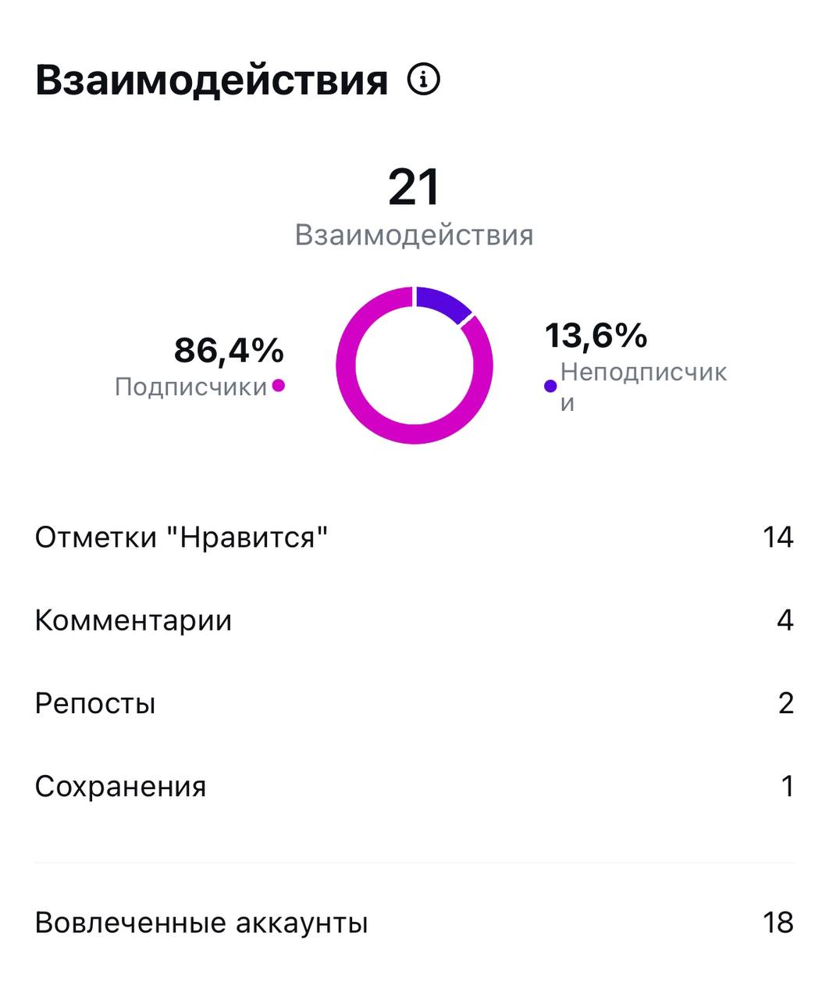 Взаимодействия
21
Взаимодействия
86,4%
Подписчики
13,6%
Неподписчик
и
Отметки "Нравится" 14
Комментарии 4
Репосты 2
Сохранения 1
Вовлеченные аккаунты 18